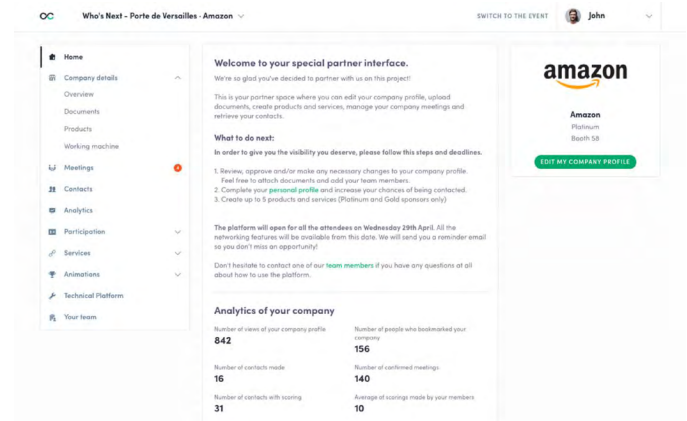 Who's Next - Porte de Versailles - Amazon
SWITCH TO THE EVENT
John
Home
Company details
Overview
Documents
Products
Working machine
Meetings
Contacts
Analytics
Participation
Services
Animations
Technical Platform
Your team
Welcome to your special partner interface.
We're so glad you've decided to partner with us on this project!
This is your partner space where you can edit your company profile, upload
documents, create products and services, manage your company meetings and
retrieve your contacts.
What to do next:
In order to give you the visibility you deserve, please follow this steps and deadlines.
1. Review, approve and/or make any necessary changes to your company profile.
Feel free to attach documents and add your team members.
2. Complete your personal profile and increase your chances of being contacted.
3. Create up to 5 products and services (Platinum and Gold sponsors only)
The platform will open for all the attendees on Wednesday 29th April. All the
networking features will be available from this date. We will send you a reminder email
so you don't miss an opportunity!
Don't hesitate to contact one of our team members if you have any questions at all
about how to use the platform.
Analytics of your company
Number of views of your company profile
842
Number of people who bookmarked your
company
156
Number of contacts made
16
Number of confirmed meetings
140
Number of contacts with scoring
31
Average of scorings made by your members
10
amazon
Amazon
Platinum
Booth 58
EDIT MY COMPANY PROFILE